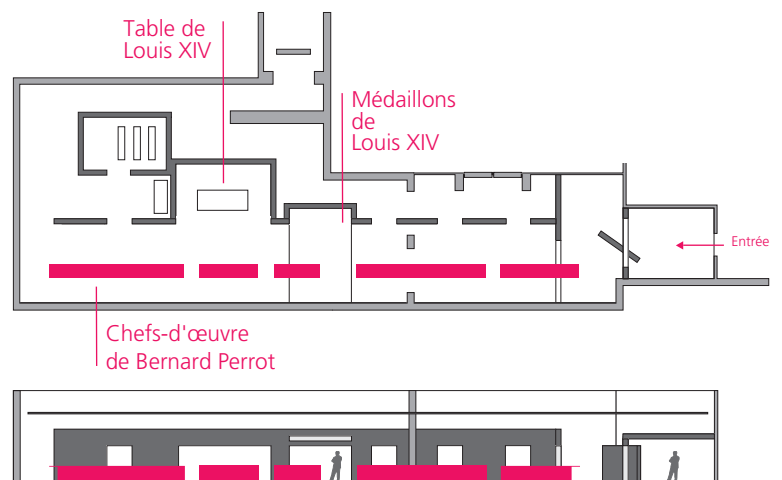 Table de
Louis XIV
Médaillons
de
Louis XIV
Entrée
Chefs-d'œuvre
de Bernard Perrot